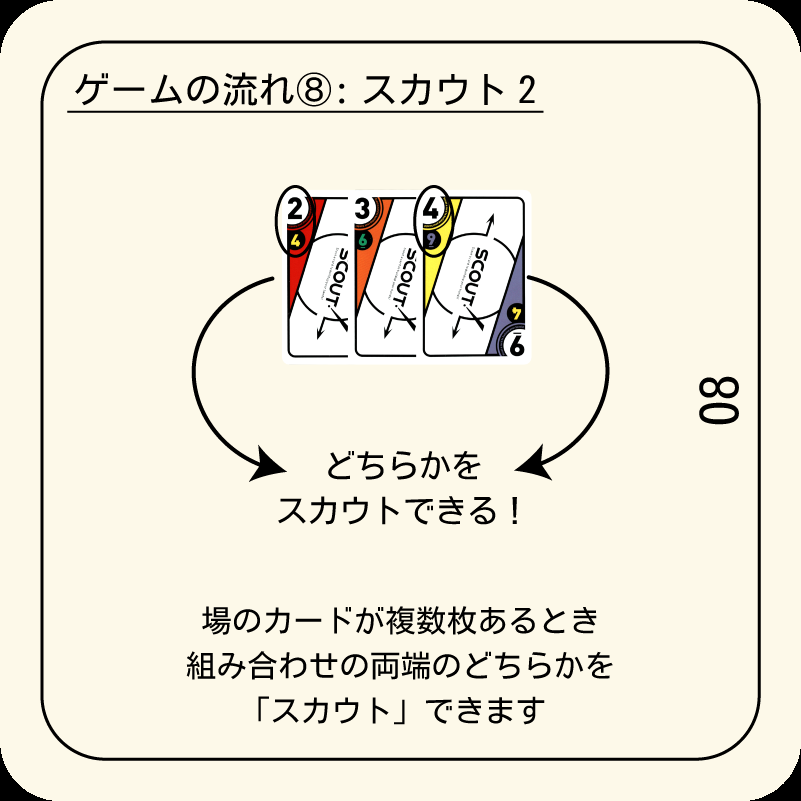 ゲームの流れ⑧: スカウト 2
2 3 4
4 6 9
SCOUT SCOUT SCOUT
4
9
08
どちらかを
スカウトできる！
場のカードが複数枚あるとき
組み合わせの両端のどちらかを
「スカウト」できます